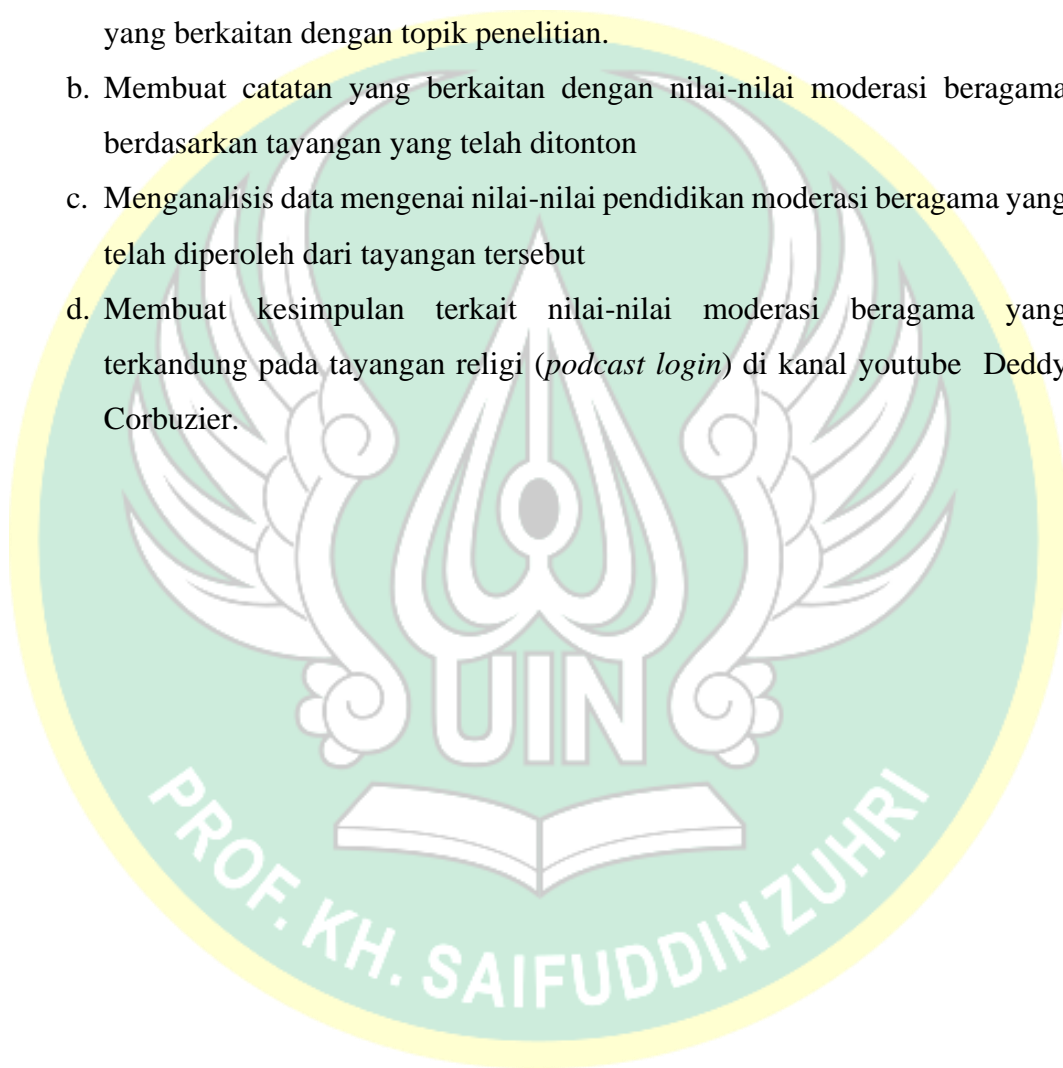 yang berkaitan dengan topik penelitian.
b. Membuat catatan yang berkaitan dengan nilai-nilai moderasi beragama
berdasarkan tayangan yang telah ditonton
c. Menganalisis data mengenai nilai-nilai pendidikan moderasi beragama yang
telah diperoleh dari tayangan tersebut
d. Membuat kesimpulan terkait nilai-nilai moderasi beragama yang
terkandung pada tayangan religi (podcast login) di kanal youtube Deddy
Corbuzier.
UIN
PROF. KH. SAIFUDDIN ZUHRI